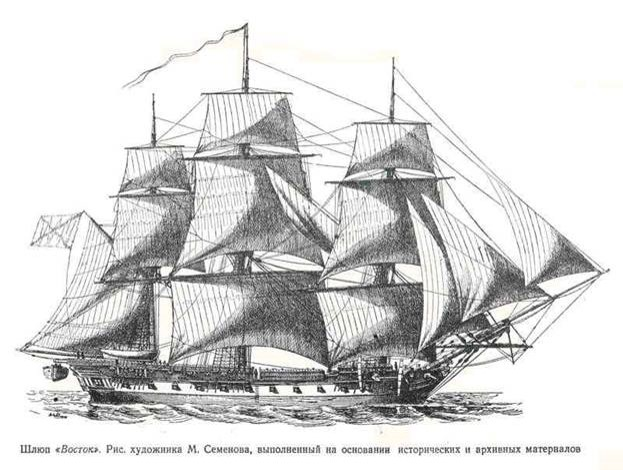 Шлюп «Восток». Рис. художника М. Семенова, выполненный на основании исторических и архивных материалов